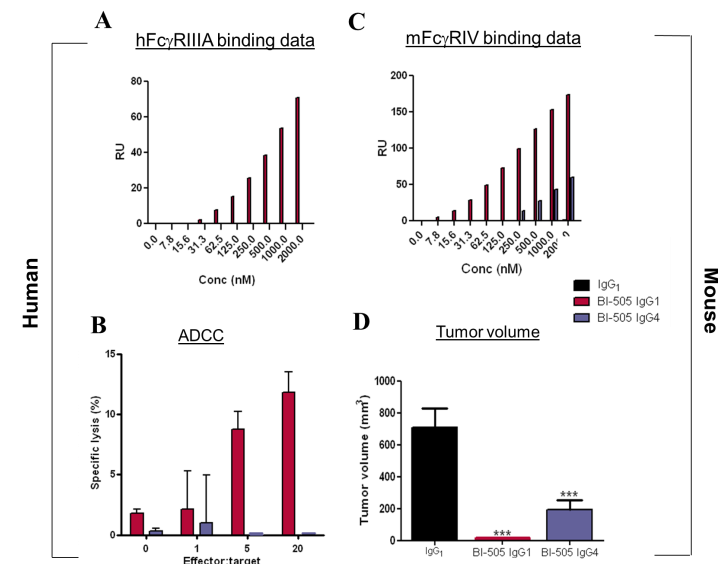 A
hFcγRIIIA binding data
80
60
40
20
0
RU
0.0 7.8 15.6 31.3 62.5 125.0 250.0 500.0 1000.0 2000.0
Conc (nM)
C
mFcγRIV binding data
200
150
100
50
0
RU
0.0 7.8 15.6 31.3 62.5 125.0 250.0 500.0 1000.0
Conc (nM)
IgG1
BI-505 IgG1
BI-505 IgG4
Human
Mouse
B
ADCC
15
10
5
0
Specific lysis (%)
0 1 5 20
Effector:target
D
Tumor volume
1000
800
600
400
200
0
Tumor volume (mm3)
*** ***
IgG1 BI-505 IgG1 BI-505 IgG4